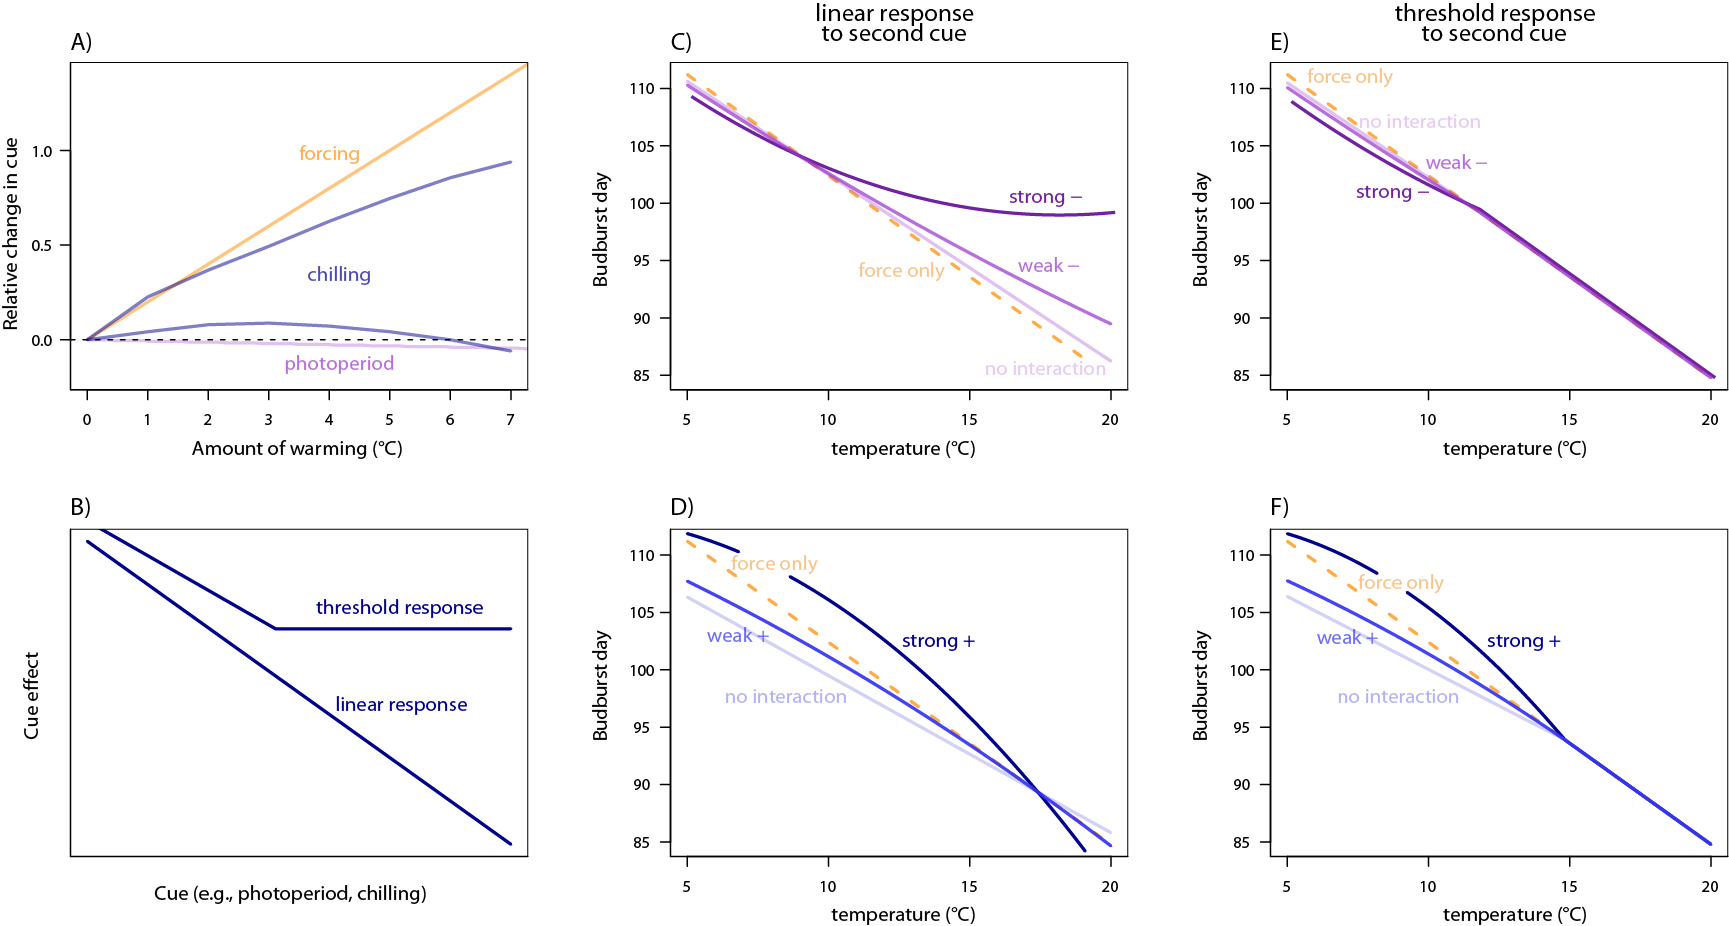 linear response
to second cue
threshold response
to second cue
A)
Relative change in cue
1.0
0.5
0.0
forcing
chilling
photoperiod
0 1 2 3 4 5 6 7
Amount of warming (°C)
C)
Budburst day
110
105
100
95
90
85
strong −
weak −
force only
no interaction
5 10 15 20
temperature (°C)
E)
Budburst day
110
105
100
95
90
85
force only
no interaction
weak −
strong −
5 10 15 20
temperature (°C)
B)
Cue effect
threshold response
linear response
Cue (e.g., photoperiod, chilling)
D)
Budburst day
110
105
100
95
90
85
force only
weak +
strong +
no interaction
5 10 15 20
temperature (°C)
F)
Budburst day
110
105
100
95
90
85
force only
weak +
strong +
no interaction
5 10 15 20
temperature (°C)